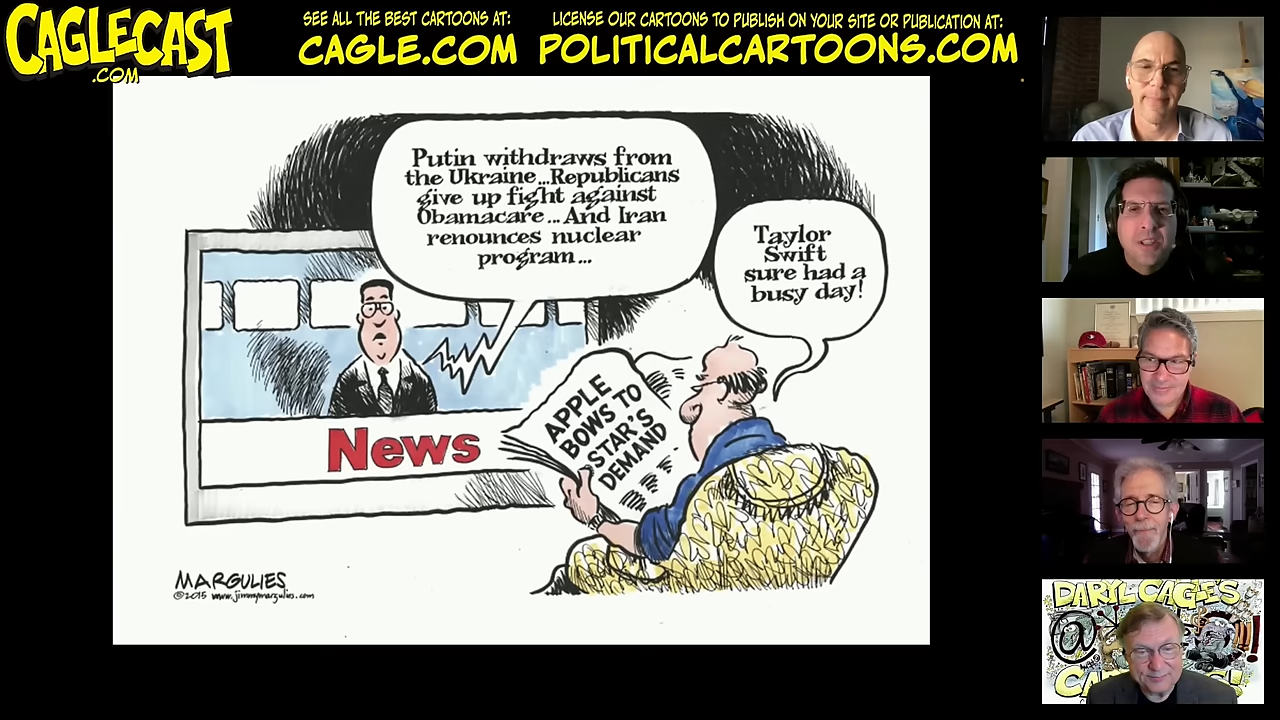 CAGLECAST
.COM
SEE ALL THE BEST CARTOONS AT:
CAGLE.COM
LICENSE OUR CARTOONS TO PUBLISH ON YOUR SITE OR PUBLICATION AT:
POLITICALCARTOONS.COM
Putin withdraws from
the Ukraine...Republicans
give up fight against
Obamacare...And Iran
renounces nuclear
program...
Taylor
Swift
sure had a
busy day!
APPLE
BOWS TO
STAR'S
DEMAND
News
MARGULIES
©2015 www.jimmymargulies.com
DARYL CAGLE'S